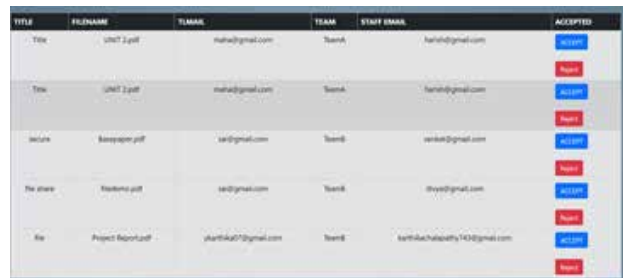 TITLE FILENAME TLMAIL TEAM STAFF EMAIL ACCEPTED
Title UNIT 2.pdf maha@gmail.com TeamA harish@gmail.com ACCEPT
Reject
Title UNIT 2.pdf maha@gmail.com TeamA harish@gmail.com ACCEPT
Reject
secure Basepaper.pdf sai@gmail.com TeamB venkat@gmail.com ACCEPT
Reject
file share filedemo.pdf sai@gmail.com TeamB divya@gmail.com ACCEPT
Reject
file Project Report.pdf TeamB ACCEPT
Reject